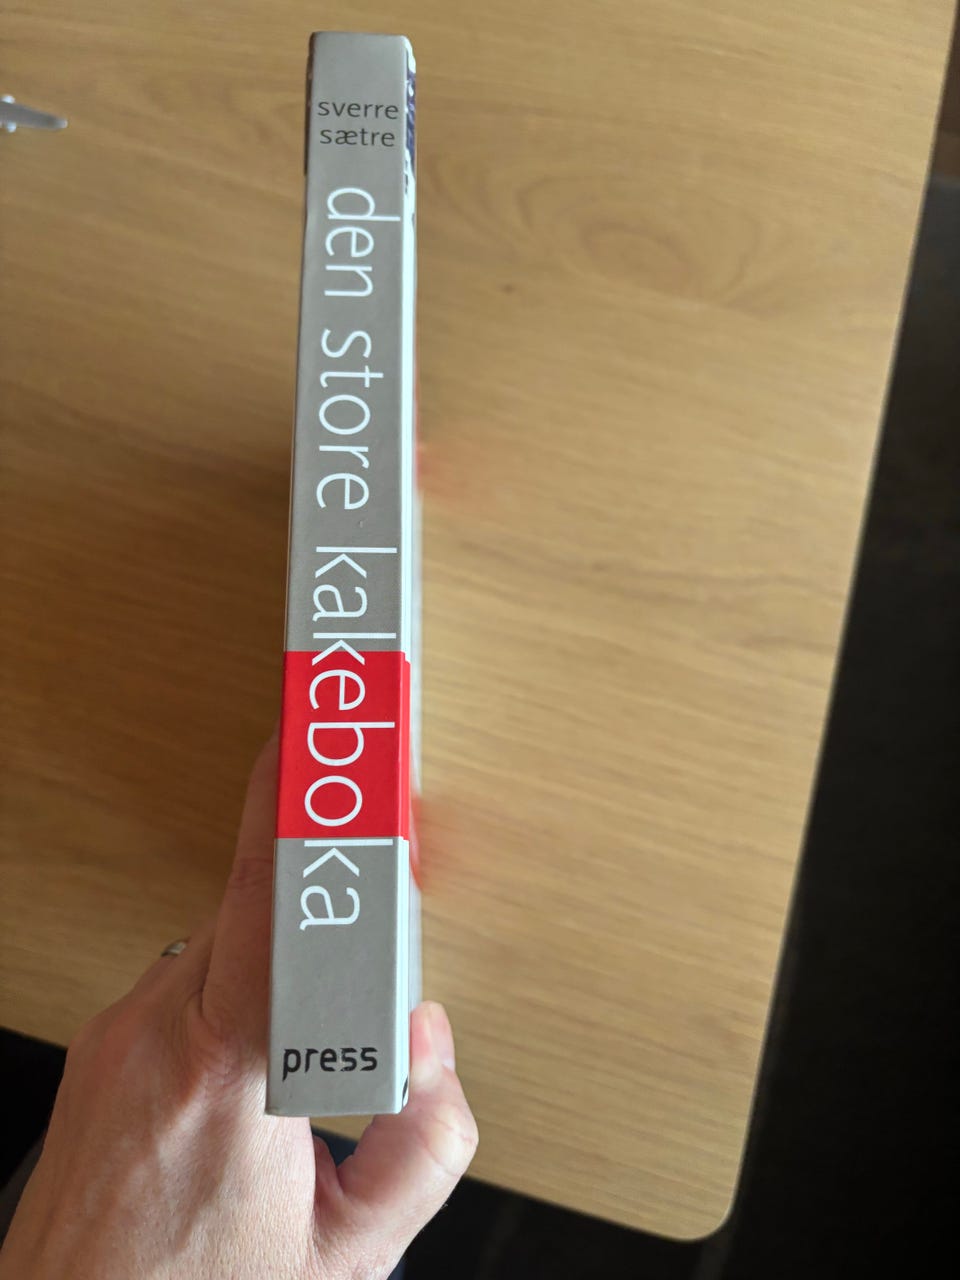 sverre
sætre
den store kakeboka
press